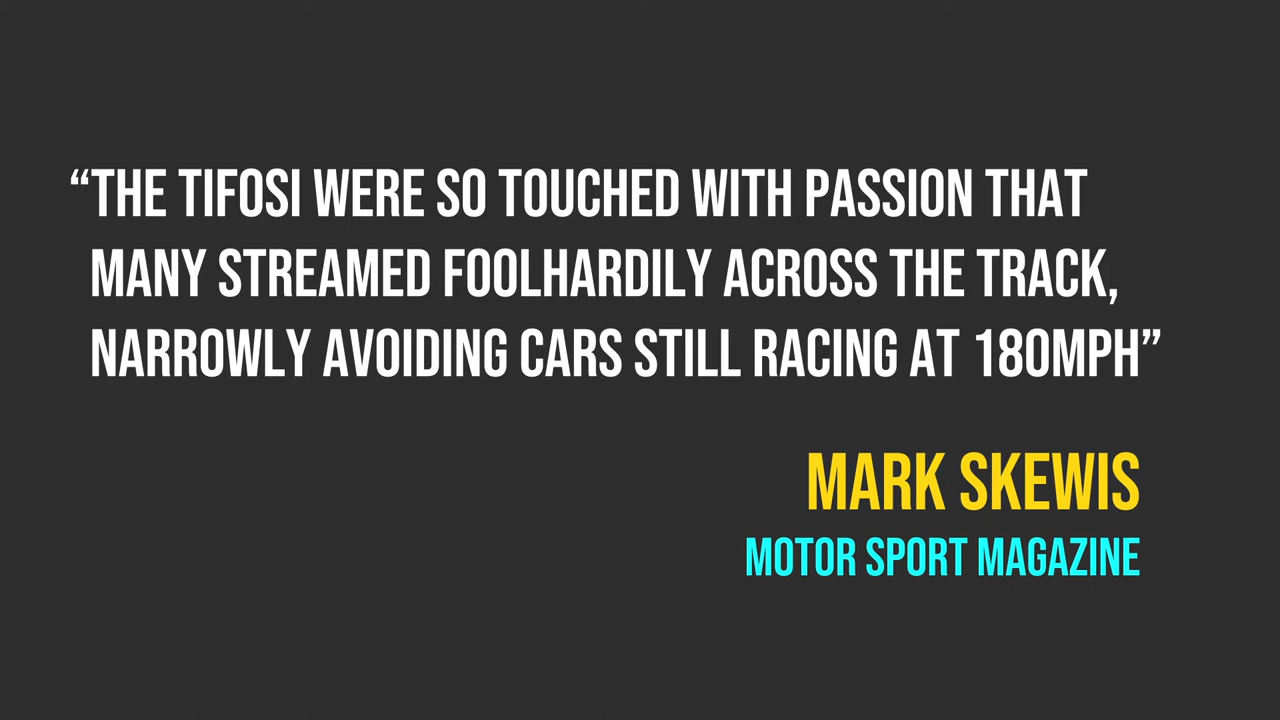 “THE TIFOSI WERE SO TOUCHED WITH PASSION THAT
MANY STREAMED FOOLHARDILY ACROSS THE TRACK,
NARROWLY AVOIDING CARS STILL RACING AT 180MPH”
MARK SKEWIS
MOTOR SPORT MAGAZINE